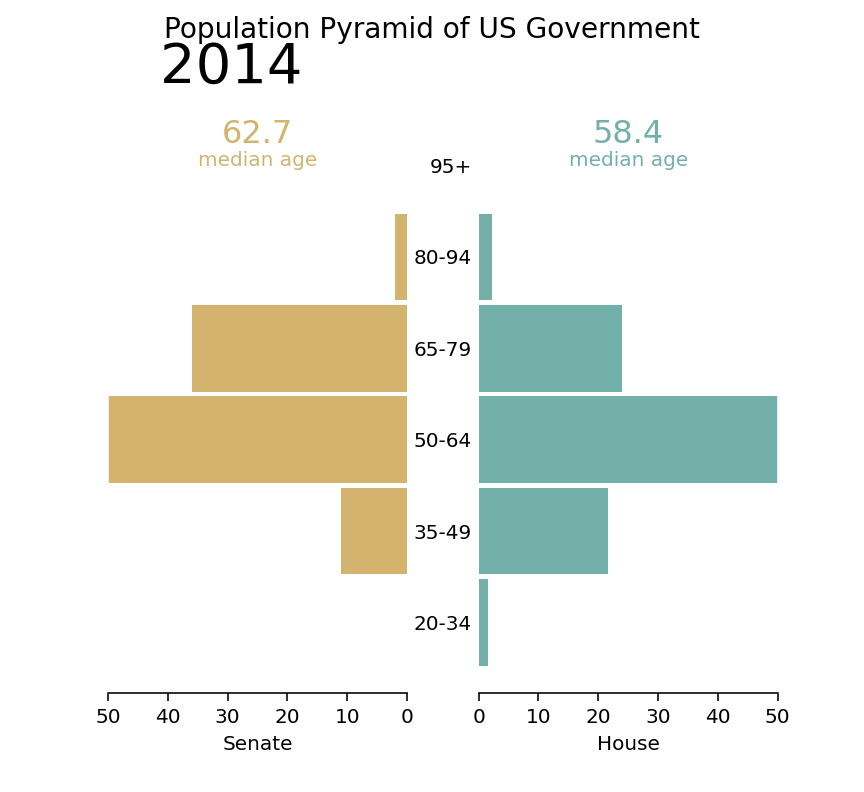 Population Pyramid of US Government
2014
62.7
58.4
median age
median age
95+
80-94
65-79
50-64
35-49
20-34
50 40 30 20 10 0
0 10 20 30 40 50
Senate
House